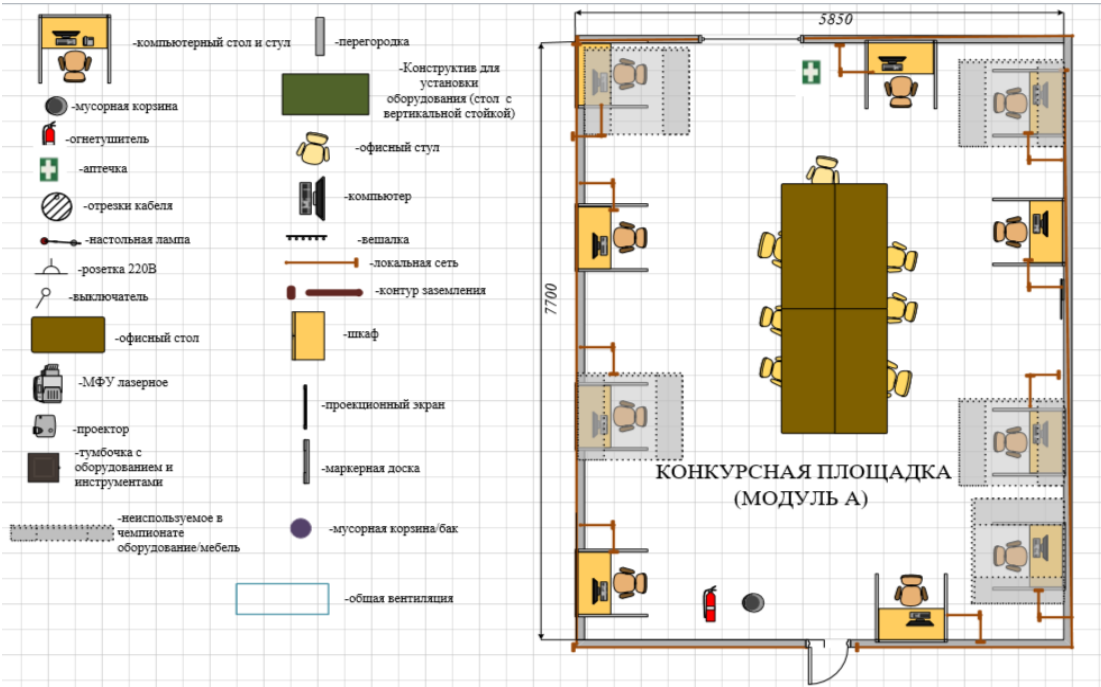 -компьютерный стол и стул
-мусорная корзина
-огнетушитель
-аптечка
-отрезки кабеля
-настольная лампа
-розетка 220В
-выключатель
-офисный стол
-МФУ лазерное
-проектор
-тумбочка с
оборудованием и
инструментами
-неиспользуемое в
чемпионате
оборудование/мебель
-перегородка
-Конструктив для
установки
оборудования (стол с
вертикальной стойкой)
-офисный стул
-компьютер
-вешалка
-локальная сеть
-контур заземления
-шкаф
-проекционный экран
-маркерная доска
-мусорная корзина/бак
-общая вентиляция
5850
7700
КОНКУРСНАЯ ПЛОЩАДКА
(МОДУЛЬ А)